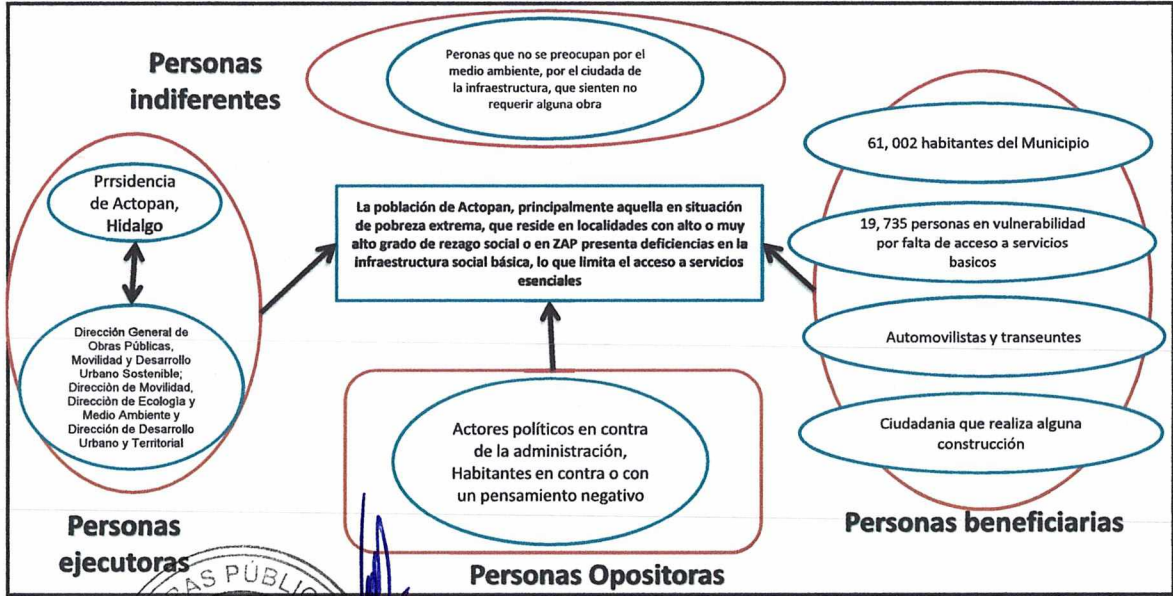 Personas
indiferentes
Peronas que no se preocupan por el
medio ambiente, por el ciudada de
la infraestructura, que sienten no
requerir alguna obra
Prrsidencia
de Actopan,
Hidalgo
Dirección General de
Obras Públicas,
Movilidad y Desarrollo
Urbano Sostenible;
Dirección de Movilidad,
Dirección de Ecología y
Medio Ambiente y
Dirección de Desarrollo
Urbano y Territorial
Personas
ejecutoras
La población de Actopan, principalmente aquella en situación
de pobreza extrema, que reside en localidades con alto o muy
alto grado de rezago social o en ZAP presenta deficiencias en la
infraestructura social básica, lo que limita el acceso a servicios
esenciales
Actores políticos en contra
de la administración,
Habitantes en contra o con
un pensamiento negativo
Personas Opositoras
61, 002 habitantes del Municipio
19, 735 personas en vulnerabilidad
por falta de acceso a servicios
basicos
Automovilistas y transeuntes
Ciudadania que realiza alguna
construcción
Personas beneficiarias